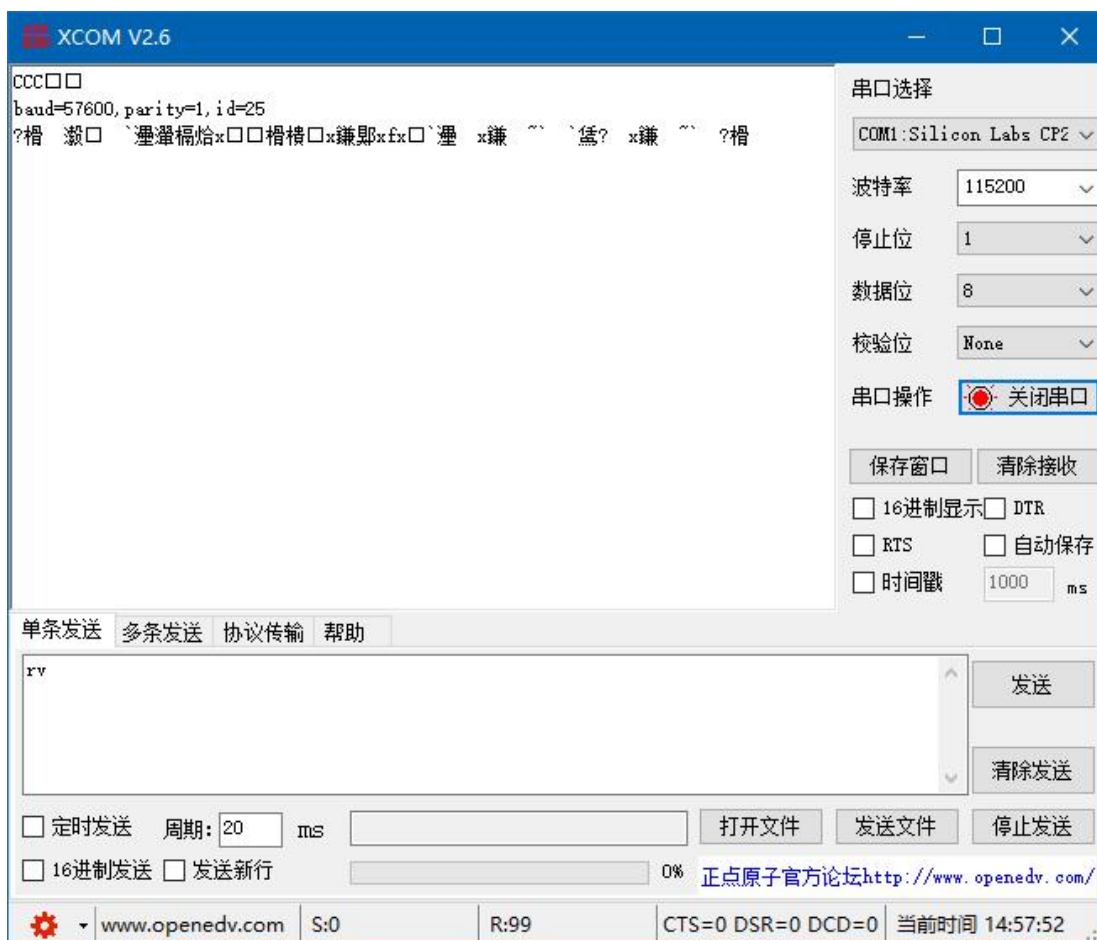 XCOM V2.6
CCC□□
baud=57600,parity=1,id=25
串口选择
COM1:Silicon Labs CP2
波特率
115200
停止位
1
数据位
8
校验位
None
串口操作
关闭串口
保存窗口
清除接收
16进制显示
DTR
RTS
自动保存
时间戳
1000
ms
单条发送
多条发送
协议传输
帮助
rv
发送
清除发送
定时发送
周期:
20
ms
打开文件
发送文件
停止发送
16进制发送
发送新行
0%
正点原子官方论坛http://www.openedv.com/
www.openedv.com
S:0
R:99
CTS=0 DSR=0 DCD=0
当前时间 14:57:52